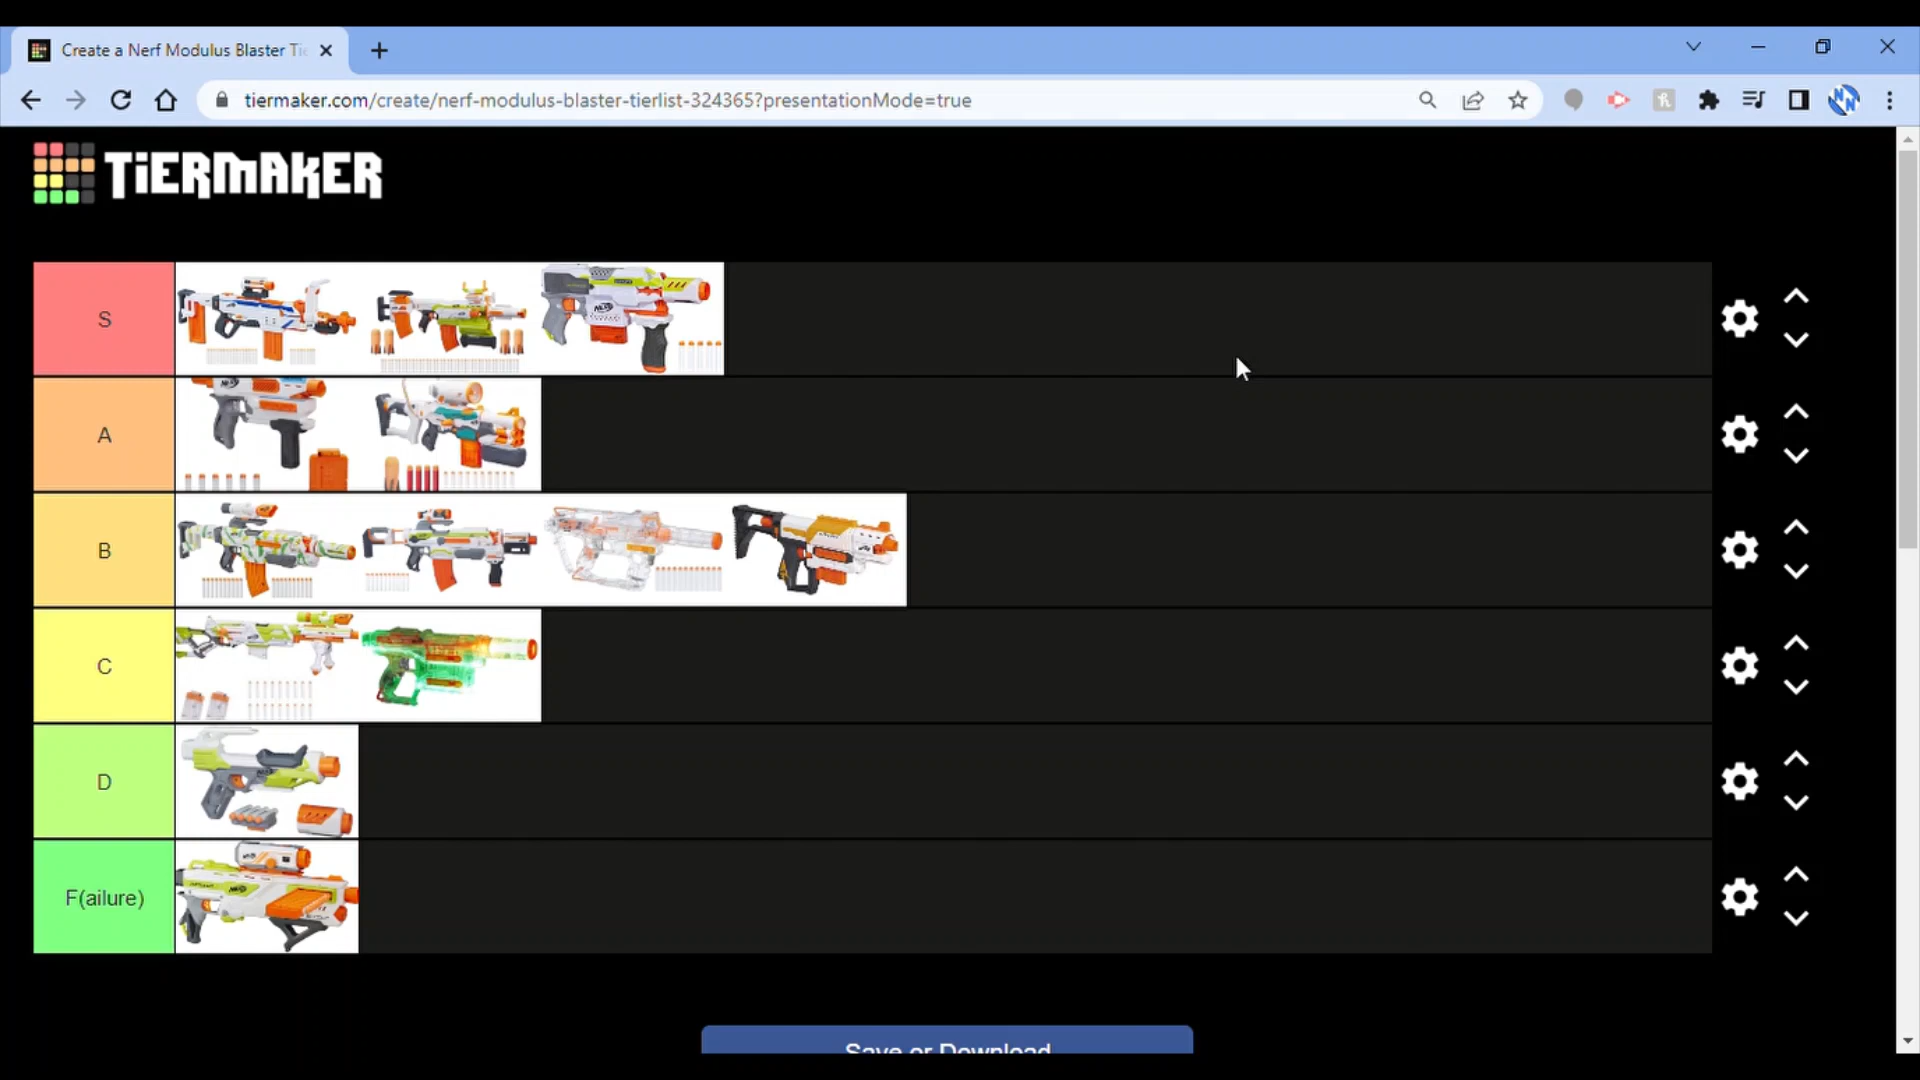 Create a Nerf Modulus Blaster Ti
tiermaker.com/create/nerf-modulus-blaster-tierlist-324365?presentationMode=true
TiERMAKER
S
A
B
C
D
F(ailure)
Save or Download